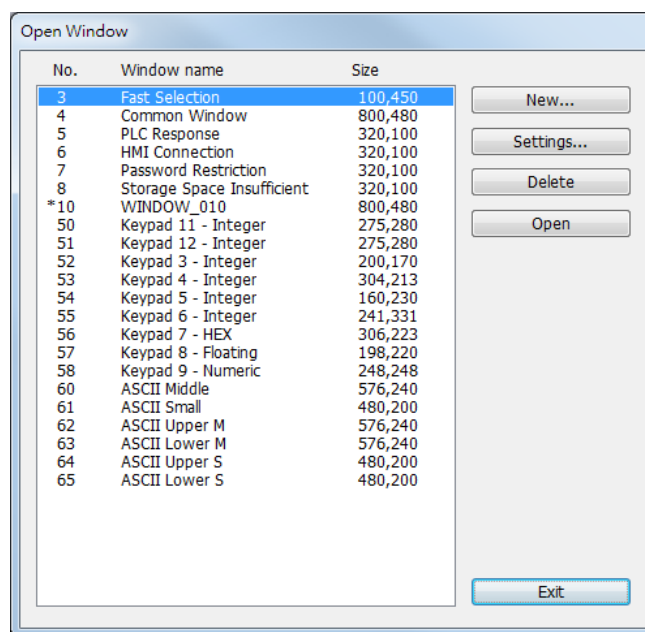 Open Window
No. Window name Size
3 Fast Selection 100,450
4 Common Window 800,480
5 PLC Response 320,100
6 HMI Connection 320,100
7 Password Restriction 320,100
8 Storage Space Insufficient 320,100
*10 WINDOW_010 800,480
50 Keypad 11 - Integer 275,280
51 Keypad 12 - Integer 275,280
52 Keypad 3 - Integer 200,170
53 Keypad 4 - Integer 304,213
54 Keypad 5 - Integer 160,230
55 Keypad 6 - Integer 241,331
56 Keypad 7 - HEX 306,223
57 Keypad 8 - Floating 198,220
58 Keypad 9 - Numeric 248,248
60 ASCII Middle 576,240
61 ASCII Small 480,200
62 ASCII Upper M 576,240
63 ASCII Lower M 576,240
64 ASCII Upper S 480,200
65 ASCII Lower S 480,200
New...
Settings...
Delete
Open
Exit